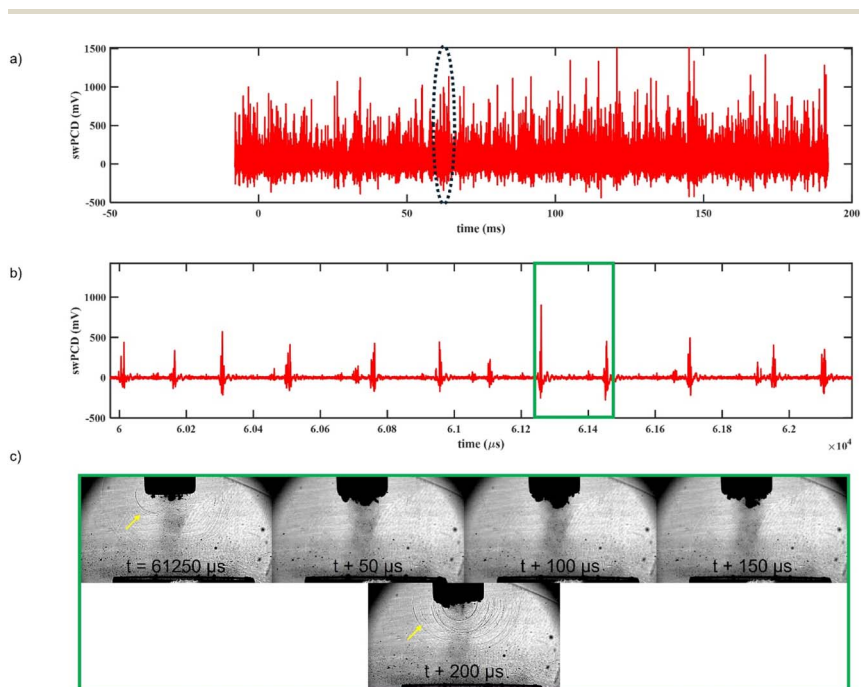 a)
1500
1000
500
0
-500
swPCD (mV)
-50 0 50 100 150 200
time (ms)
b)
1000
500
0
-500
swPCD (mV)
6 6.02 6.04 6.06 6.08 6.1 6.12 6.14 6.16 6.18 6.2
time (µs)
×10⁴
c)
t = 61250 µs t + 50 µs t + 100 µs t + 150 µs
t + 200 µs